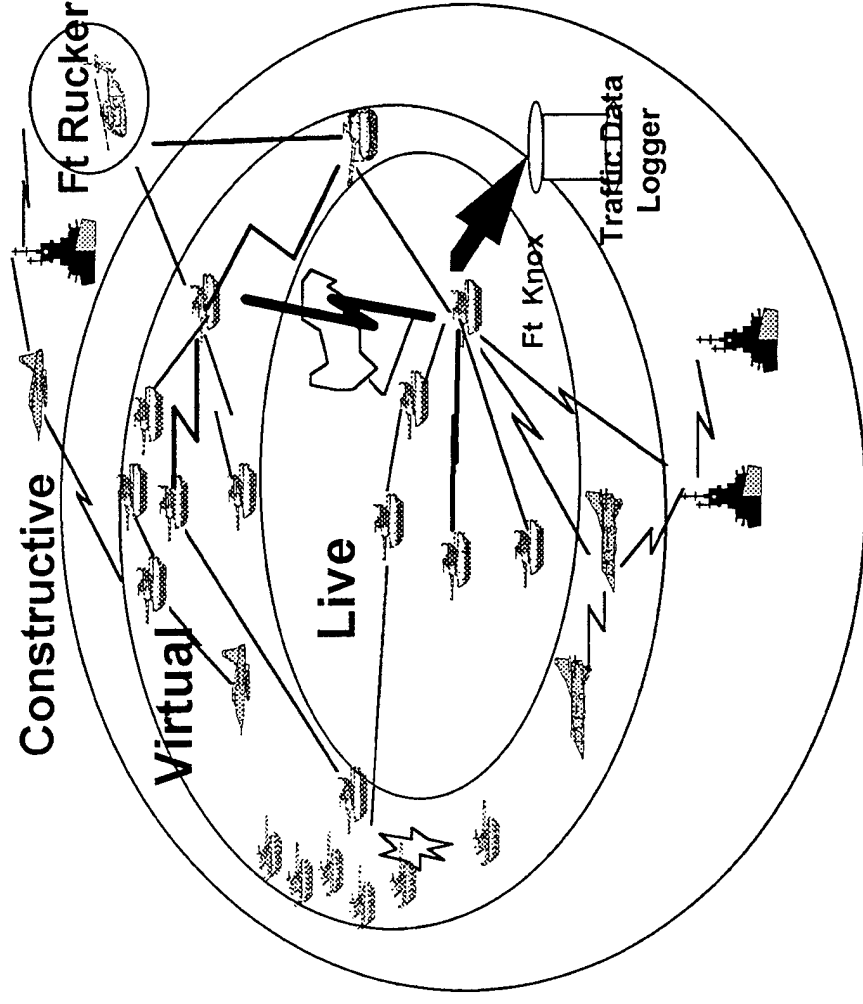 Constructive
Virtual
Live
Ft Rucker
Ft Knox
Traffic Data
Logger